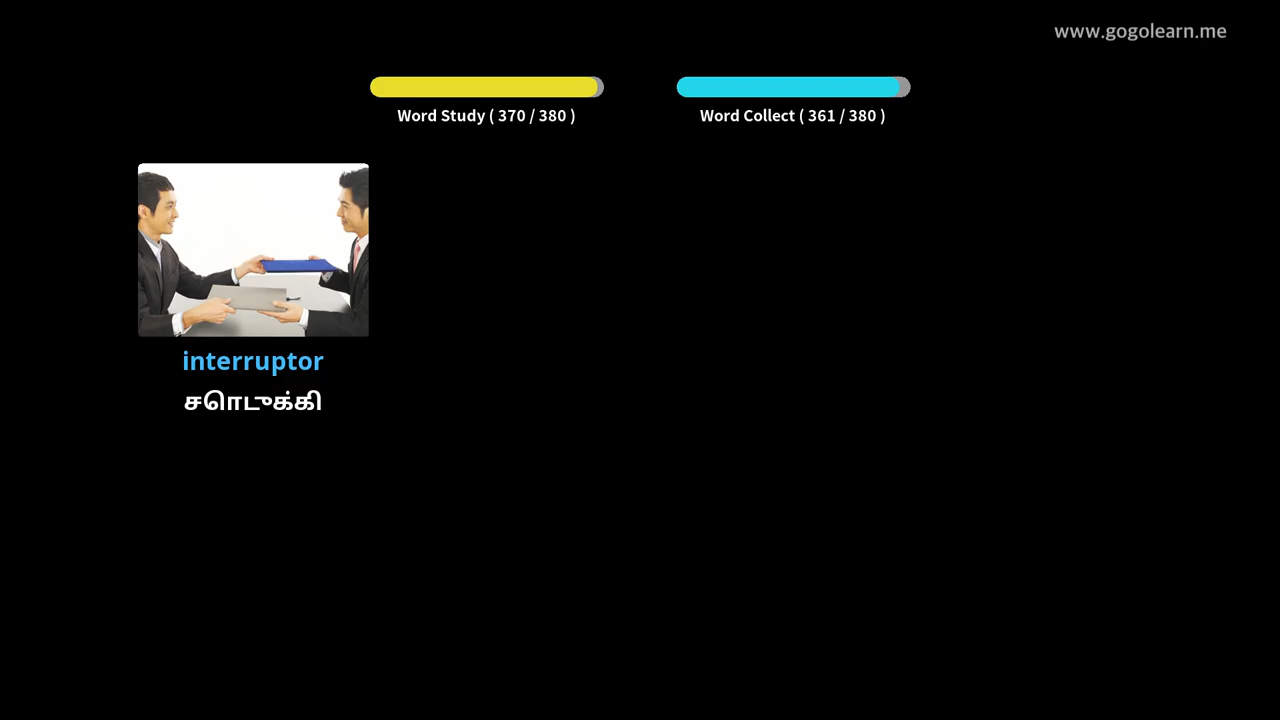 www.gogolearn.me
Word Study ( 370 / 380 )
Word Collect ( 361 / 380 )
interruptor
சொடுக்கி